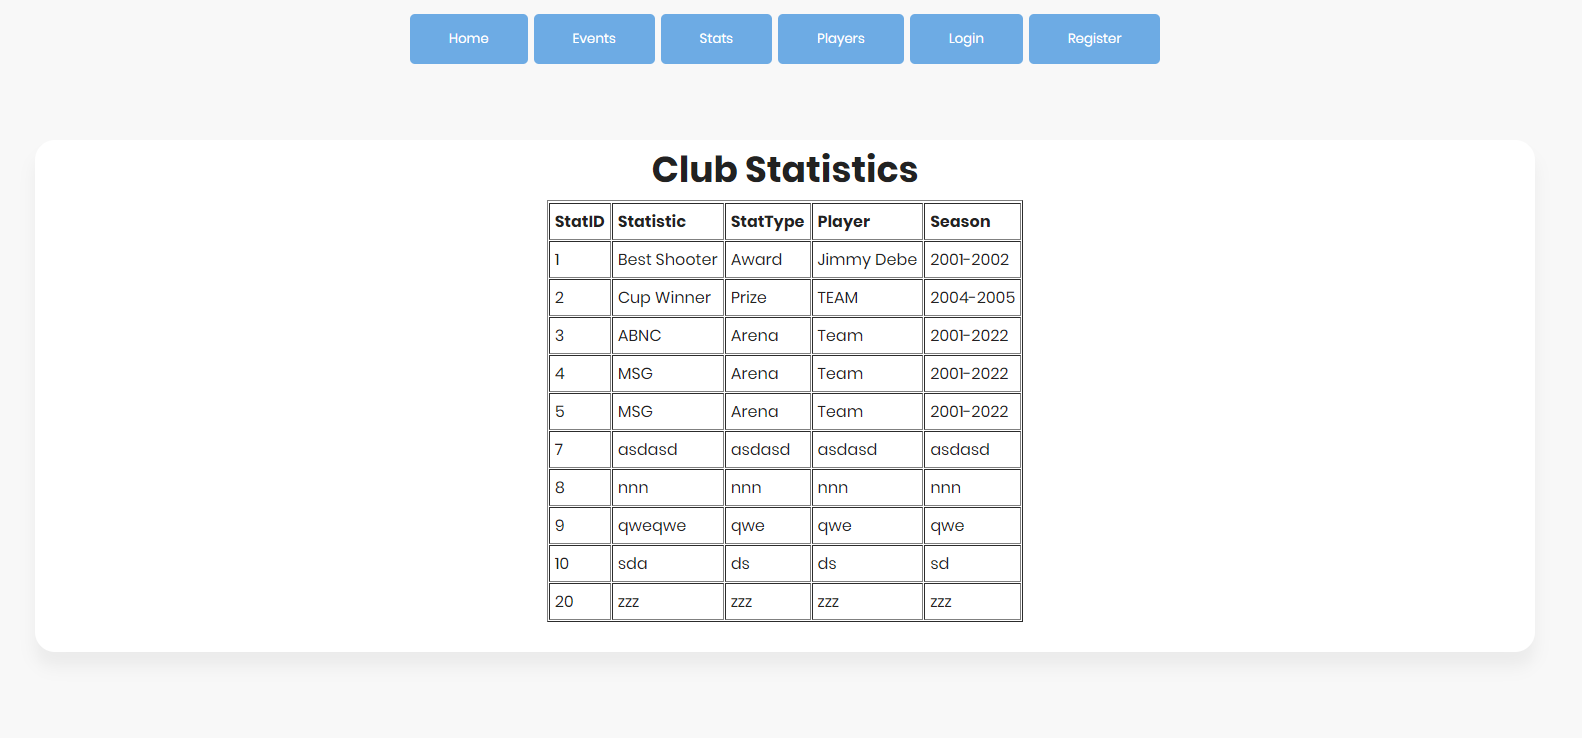 Home Events Stats Players Login Register
Club Statistics
StatID Statistic StatType Player Season
1 Best Shooter Award Jimmy Debe 2001-2002
2 Cup Winner Prize TEAM 2004-2005
3 ABNC Arena Team 2001-2022
4 MSG Arena Team 2001-2022
5 MSG Arena Team 2001-2022
7 asdasd asdasd asdasd asdasd
8 nnn nnn nnn nnn
9 qweqwe qwe qwe qwe
10 sda ds ds sd
20 zzz zzz zzz zzz